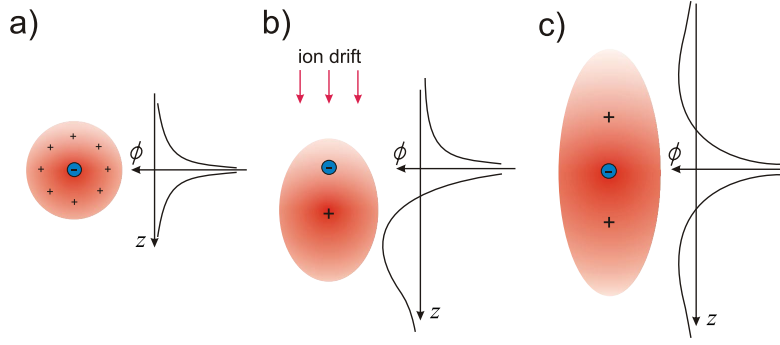 a)
b)
c)
ion drift
+
+
+
+
+
+
+
+
-
ϕ
z
-
+
ϕ
z
+
-
+
ϕ
z